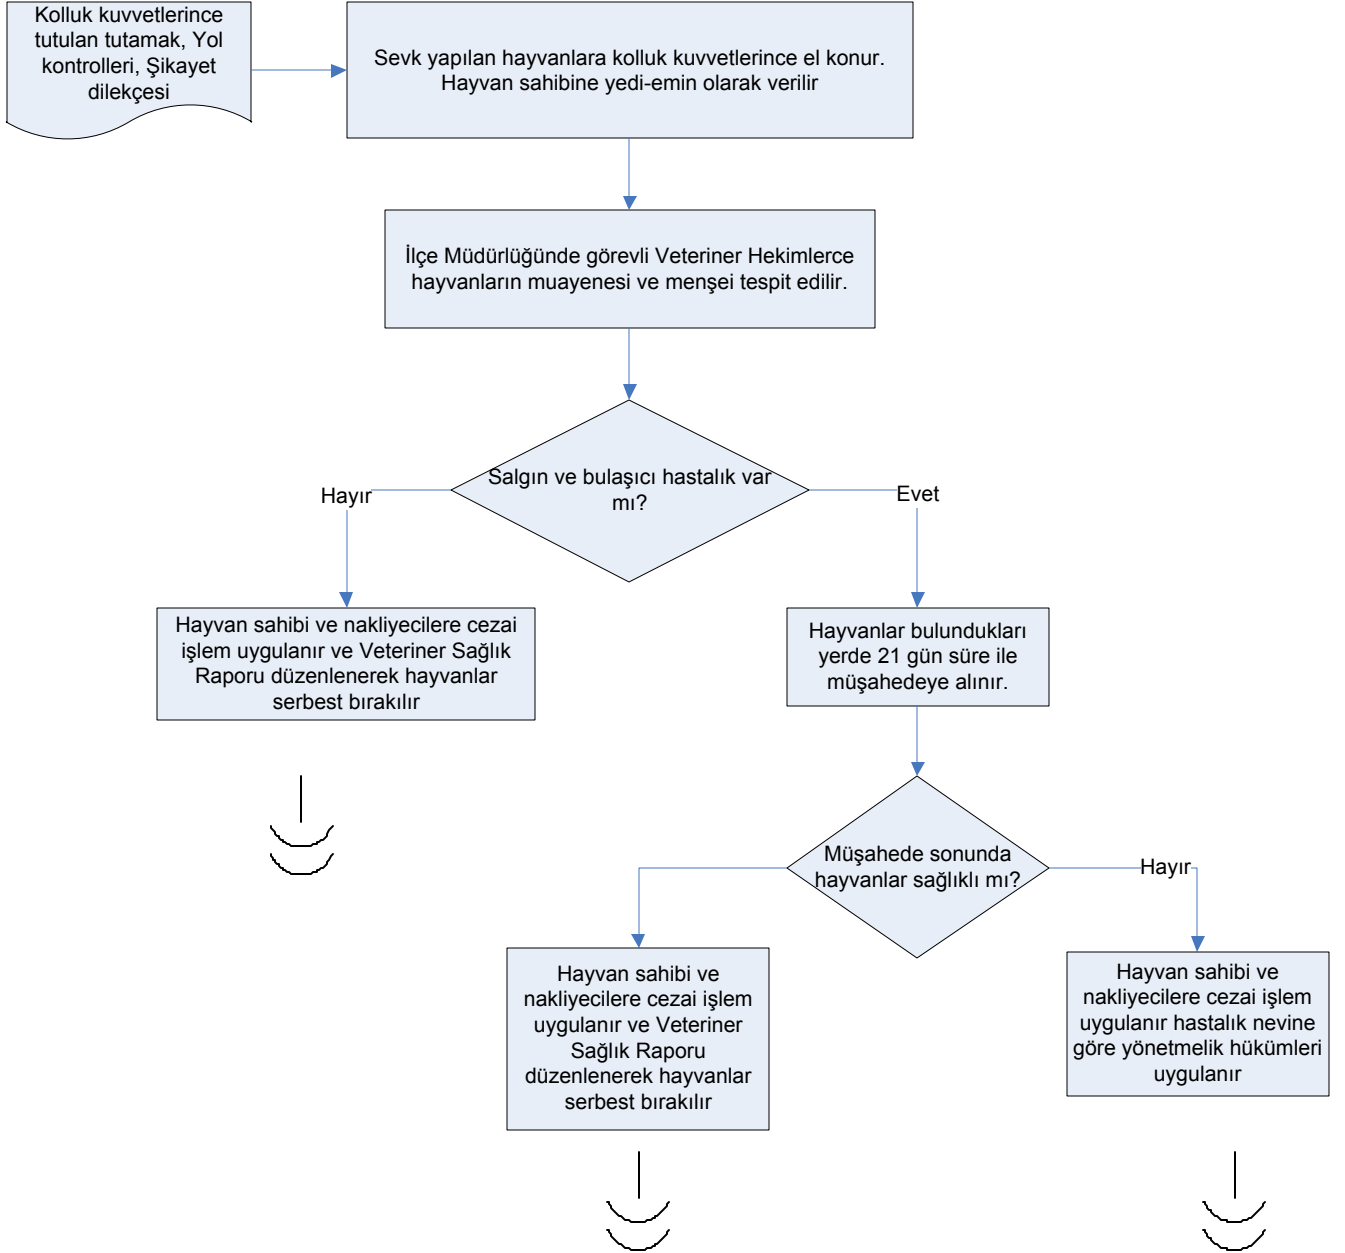 Kolluk kuvvetlerince
tutulan tutamak, Yol
kontrolleri, Şikayet
dilekçesi
Sevk yapılan hayvanlara kolluk kuvvetlerince el konur.
Hayvan sahibine yedi-emin olarak verilir
İlçe Müdürlüğünde görevli Veteriner Hekimlerce
hayvanların muayenesi ve menşei tespit edilir.
Salgın ve bulaşıcı hastalık var
mı?
Hayır
Evet
Hayvan sahibi ve nakliyecilere cezai
işlem uygulanır ve Veteriner Sağlık
Raporu düzenlenerek hayvanlar
serbest bırakılır
Hayvanlar bulundukları
yerde 21 gün süre ile
müşahedeye alınır.
Müşahede sonunda
hayvanlar sağlıklı mı?
Hayır
Hayvan sahibi ve
nakliyecilere cezai işlem
uygulanır ve Veteriner
Sağlık Raporu
düzenlenerek hayvanlar
serbest bırakılır
Hayvan sahibi ve
nakliyecilere cezai işlem
uygulanır hastalık nevine
göre yönetmelik hükümleri
uygulanır